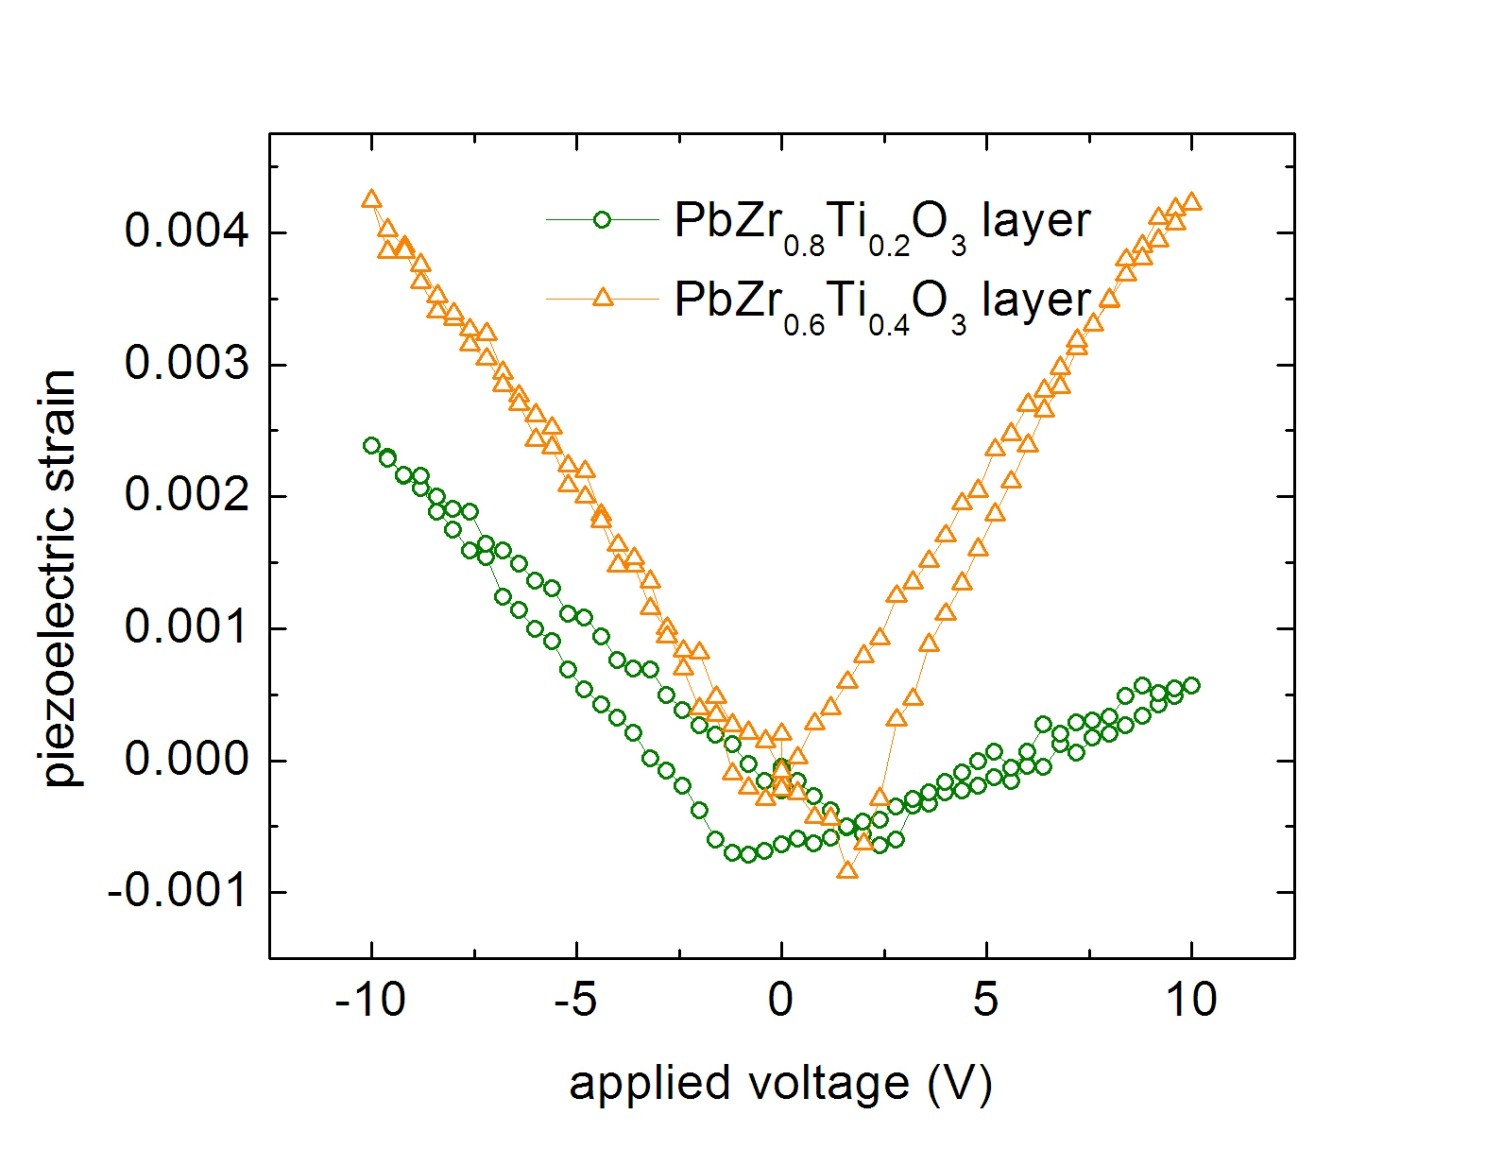 PbZr0.8Ti0.2O3 layer
PbZr0.6Ti0.4O3 layer
0.004
0.003
0.002
0.001
0.000
-0.001
piezoelectric strain
-10 -5 0 5 10
applied voltage (V)